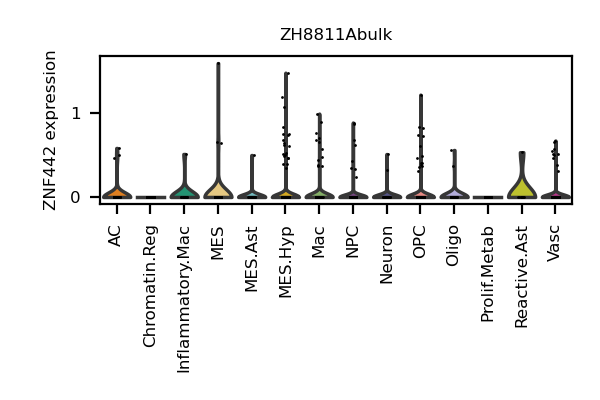 ZH8811Abulk
ZNF442 expression
1
0
AC
Chromatin.Reg
Inflammatory.Mac
MES
MES.Ast
MES.Hyp
Mac
NPC
Neuron
OPC
Oligo
Prolif.Metab
Reactive.Ast
Vasc